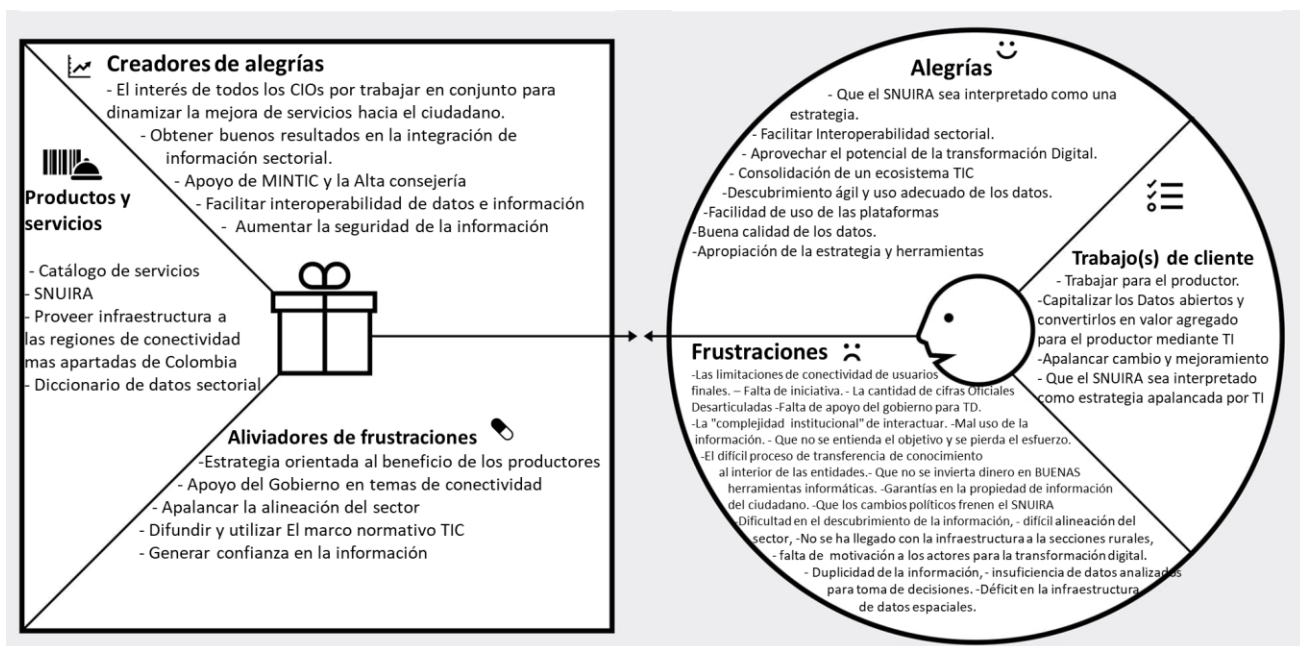 Creadores de alegrías
- El interés de todos los CIOs por trabajar en conjunto para
dinamizar la mejora de servicios hacia el ciudadano.
- Obtener buenos resultados en la integración de
información sectorial.
- Apoyo de MINTIC y la Alta consejería
- Facilitar interoperabilidad de datos e información
- Aumentar la seguridad de la información
Productos y
servicios
- Catálogo de servicios
- SNUIRA
- Proveer infraestructura a
las regiones de conectividad
mas apartadas de Colombia
- Diccionario de datos sectorial
Aliviadores de frustraciones
-Estrategia orientada al beneficio de los productores
- Apoyo del Gobierno en temas de conectividad
- Apalancar la alineación del sector
- Difundir y utilizar El marco normativo TIC
- Generar confianza en la información
Alegrías
- Que el SNUIRA sea interpretado como una
estrategia.
- Facilitar Interoperabilidad sectorial.
- Aprovechar el potencial de la transformación Digital.
- Consolidación de un ecosistema TIC
-Descubrimiento ágil y uso adecuado de los datos.
-Facilidad de uso de las plataformas
-Buena calidad de los datos.
-Apropiación de la estrategia y herramientas
Trabajo(s) de cliente
- Trabajar para el productor.
-Capitalizar los Datos abiertos y
convertirlos en valor agregado
para el productor mediante TI
-Apalancar cambio y mejoramiento
- Que el SNUIRA sea interpretado
como estrategia apalancada por TI
Frustraciones
-Las limitaciones de conectividad de usuarios
finales. – Falta de iniciativa. - La cantidad de cifras Oficiales
Desarticuladas -Falta de apoyo del gobierno para TD.
-La "complejidad institucional" de interactuar. -Mal uso de la
información. - Que no se entienda el objetivo y se pierda el esfuerzo.
-El difícil proceso de transferencia de conocimiento
al interior de las entidades.- Que no se invierta dinero en BUENAS
herramientas informáticas. -Garantías en la propiedad de información
del ciudadano. -Que los cambios políticos frenen el SNUIRA
-Dificultad en el descubrimiento de la información, - difícil alineación del
sector, -No se ha llegado con la infraestructura a la secciones rurales,
- falta de motivación a los actores para la transformación digital.
- Duplicidad de la información, - insuficiencia de datos analizados
para toma de decisiones. -Déficit en la infraestructura
de datos espaciales.